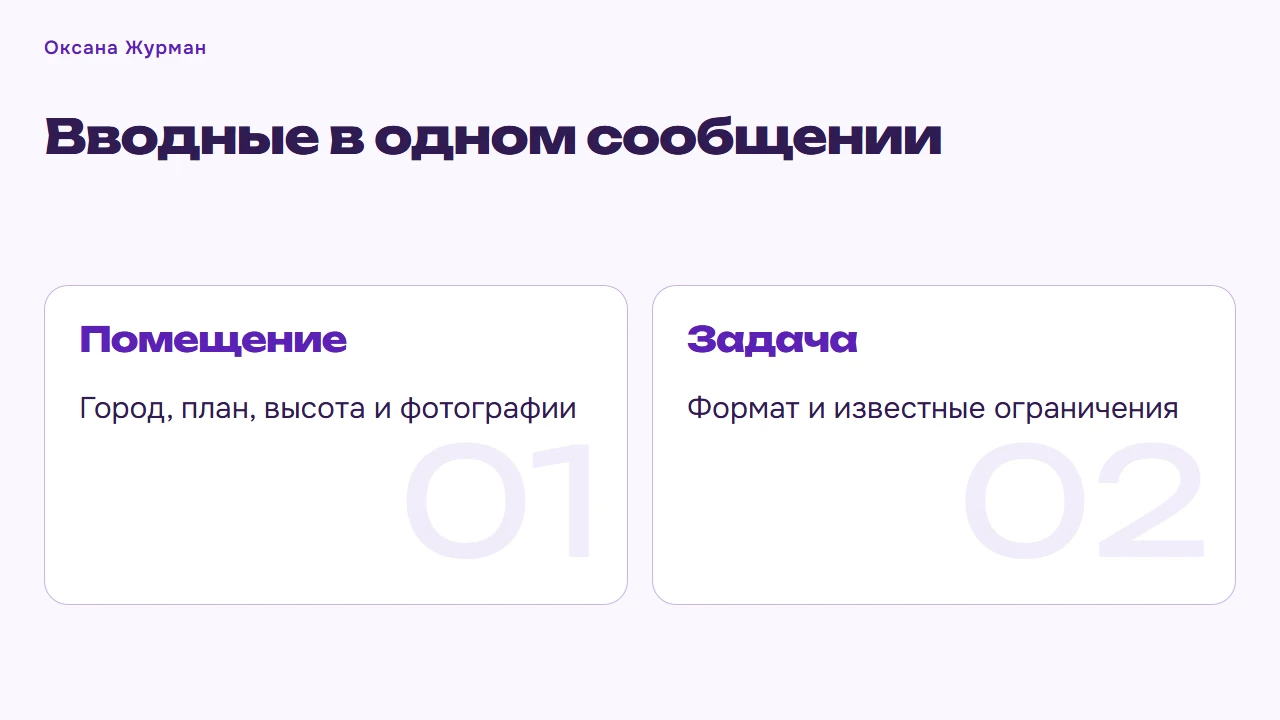 Оксана Журман
Вводные в одном сообщении
Помещение
Город, план, высота и фотографии
01
Задача
Формат и известные ограничения
02